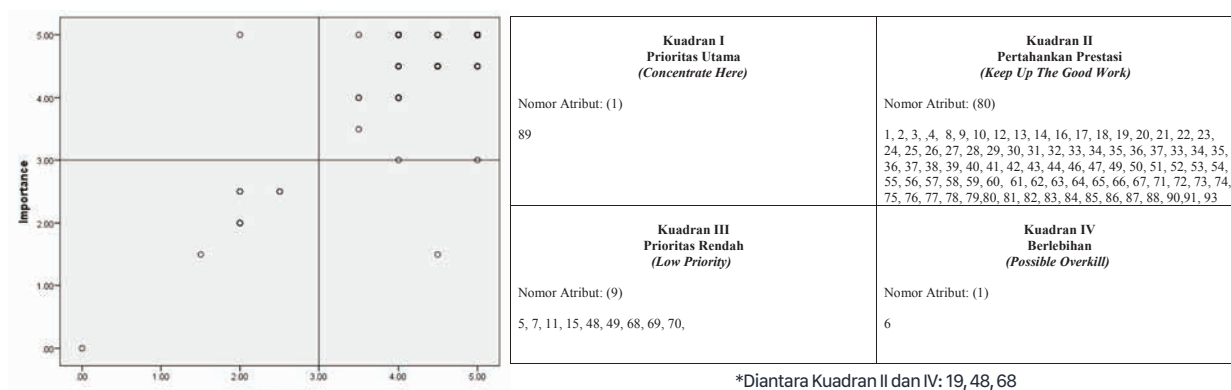 Importance
5.00
4.00
3.00
2.00
1.00
.00
.00 1.00 2.00 3.00 4.00 5.00
Kuadran I
Prioritas Utama
(Concentrate Here)
Nomor Atribut: (1)
89
Kuadran II
Pertahankan Prestasi
(Keep Up The Good Work)
Nomor Atribut: (80)
1, 2, 3, ,4, 8, 9, 10, 12, 13, 14, 16, 17, 18, 19, 20, 21, 22, 23,
24, 25, 26, 27, 28, 29, 30, 31, 32, 33, 34, 35, 36, 37, 33, 34, 35,
36, 37, 38, 39, 40, 41, 42, 43, 44, 46, 47, 49, 50, 51, 52, 53, 54,
55, 56, 57, 58, 59, 60, 61, 62, 63, 64, 65, 66, 67, 71, 72, 73, 74,
75, 76, 77, 78, 79,80, 81, 82, 83, 84, 85, 86, 87, 88, 90,91, 93
Kuadran III
Prioritas Rendah
(Low Priority)
Nomor Atribut: (9)
5, 7, 11, 15, 48, 49, 68, 69, 70,
Kuadran IV
Berlebihan
(Possible Overkill)
Nomor Atribut: (1)
6
*Diantara Kuadran II dan IV: 19, 48, 68